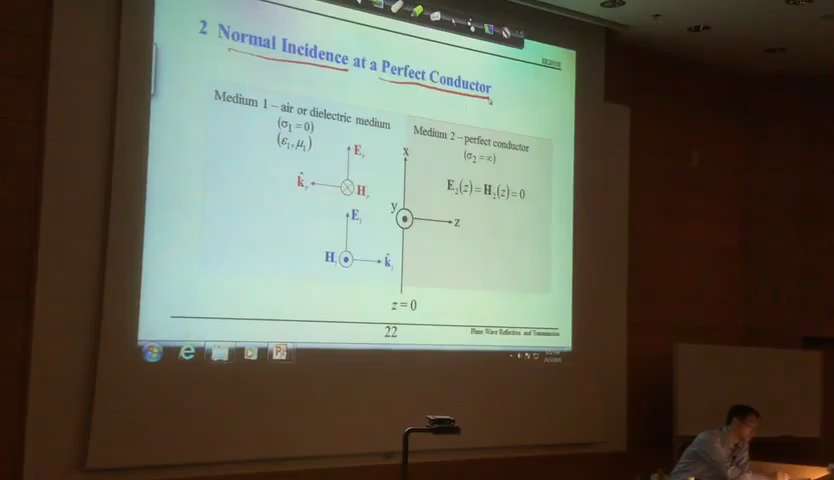 2 Normal Incidence at a Perfect Conductor
Medium 1 – air or dielectric medium
(σ₁ = 0)
(ε₁, μ₁)
Eᵣ
k̂ᵣ
Hᵣ
Eᵢ
Hᵢ
k̂ᵢ
x
y
z
z = 0
Medium 2 – perfect conductor
(σ₂ = ∞)
E₂(z) = H₂(z) = 0
22
Plane Wave Reflection and Transmission